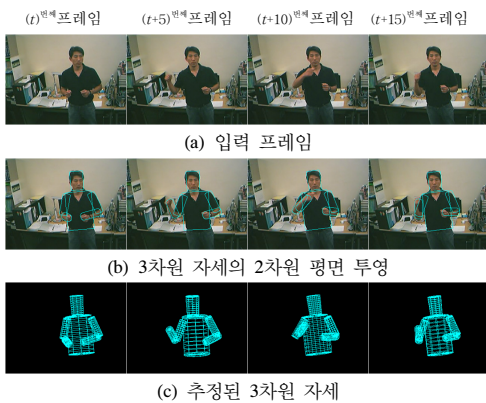 (t)번째프레임 (t+5)번째프레임 (t+10)번째프레임 (t+15)번째프레임
(a) 입력 프레임
(b) 3차원 자세의 2차원 평면 투영
(c) 추정된 3차원 자세